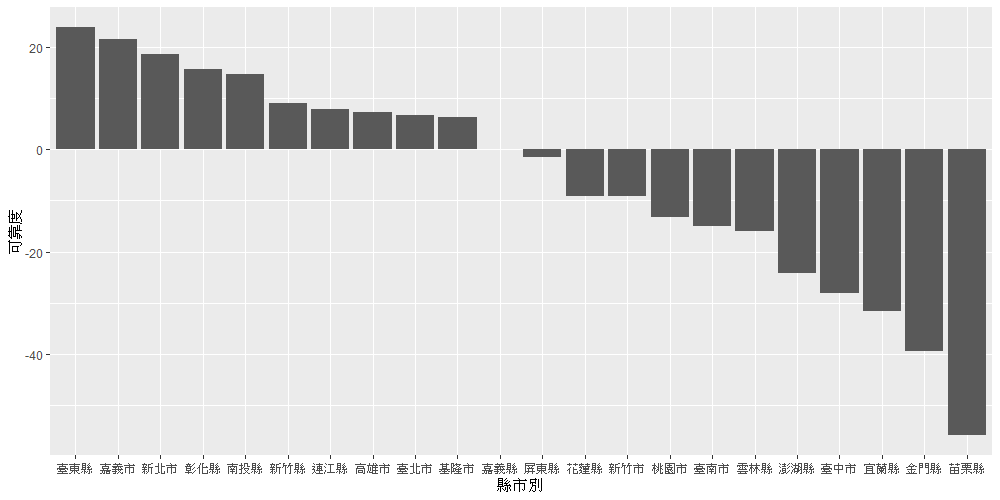 20
0
-20
-40
可靠度
臺東縣 嘉義市 新北市 彰化縣 南投縣 新竹縣 連江縣 高雄市 臺北市 基隆市 嘉義縣 屏東縣 花蓮縣 新竹市 桃園市 臺南市 雲林縣 澎湖縣 臺中市 宜蘭縣 金門縣 苗栗縣
縣市別